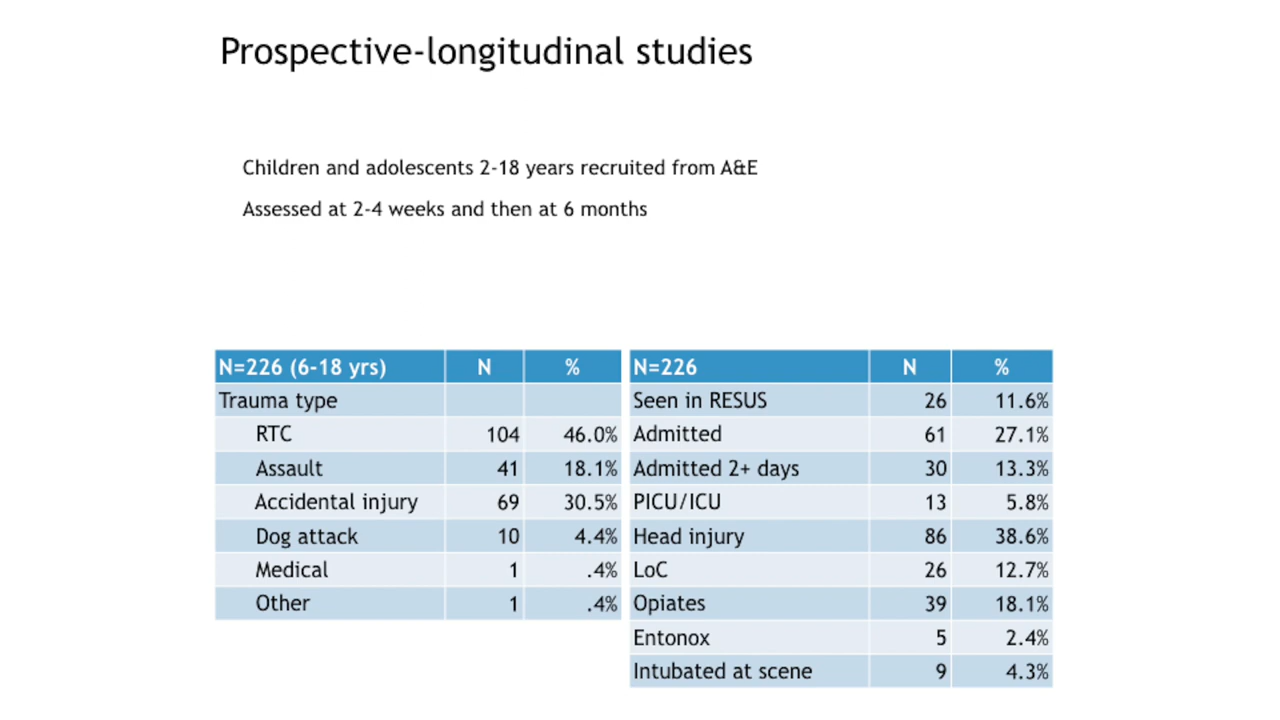 Prospective-longitudinal studies
Children and adolescents 2-18 years recruited from A&E
Assessed at 2-4 weeks and then at 6 months
N=226 (6-18 yrs) N %
Trauma type
RTC 104 46.0%
Assault 41 18.1%
Accidental injury 69 30.5%
Dog attack 10 4.4%
Medical 1 .4%
Other 1 .4%
N=226 N %
Seen in RESUS 26 11.6%
Admitted 61 27.1%
Admitted 2+ days 30 13.3%
PICU/ICU 13 5.8%
Head injury 86 38.6%
LoC 26 12.7%
Opiates 39 18.1%
Entonox 5 2.4%
Intubated at scene 9 4.3%